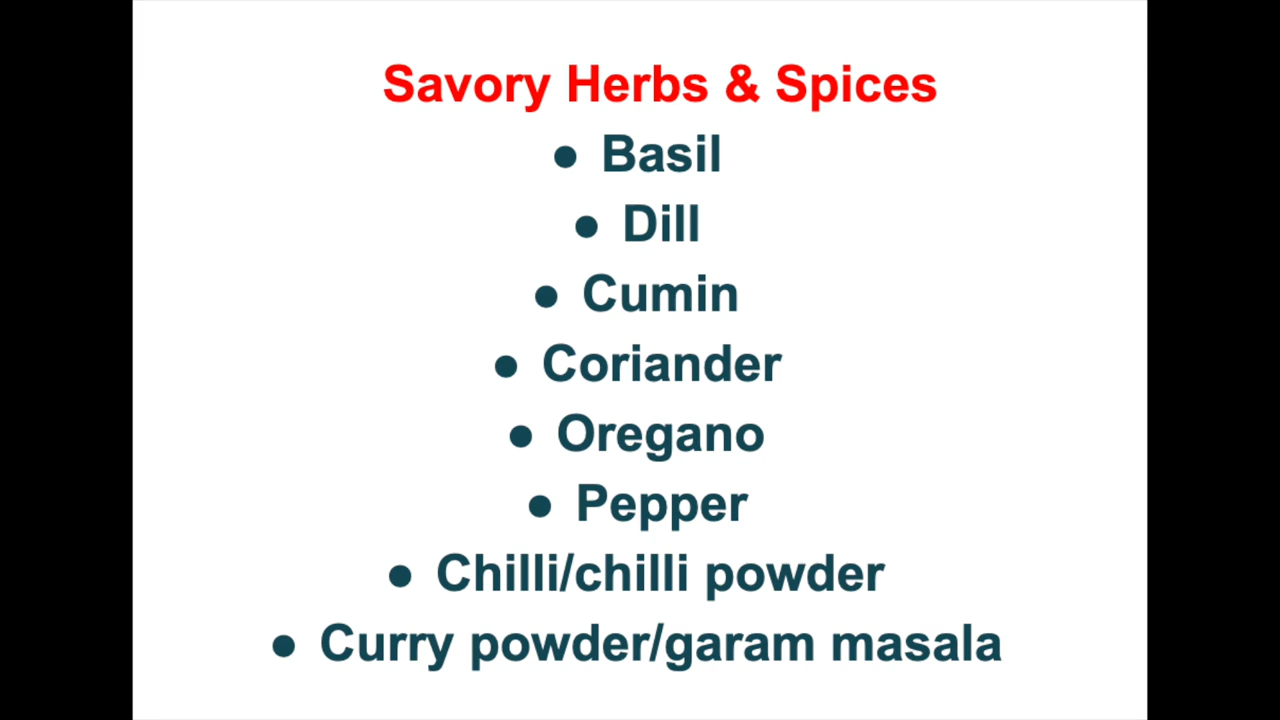 Savory Herbs & Spices
● Basil
● Dill
● Cumin
● Coriander
● Oregano
● Pepper
● Chilli/chilli powder
● Curry powder/garam masala